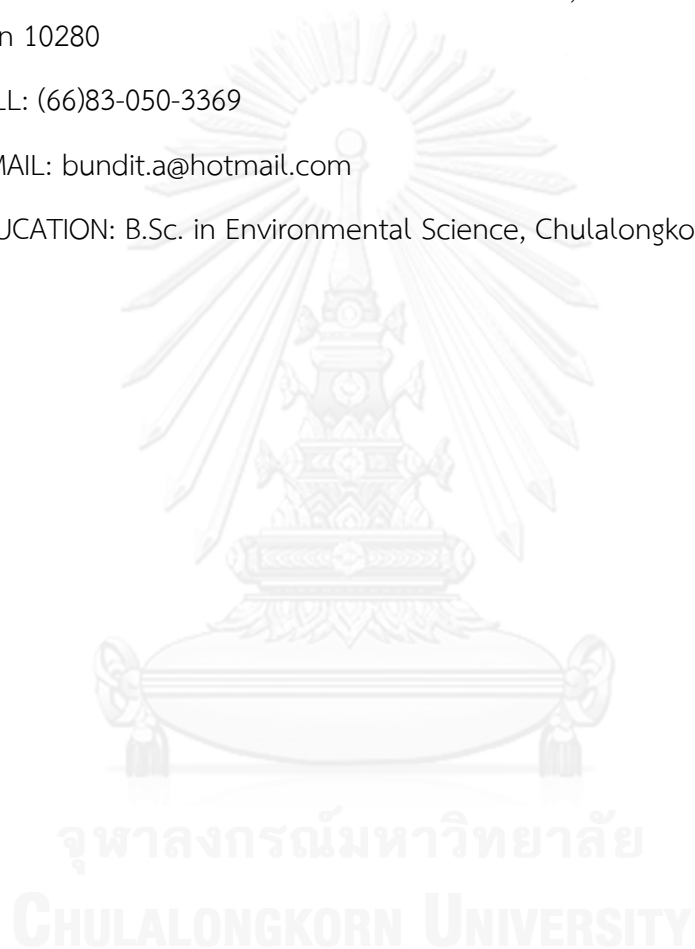 n 10280
LL: (66)83-050-3369
MAIL: bundit.a@hotmail.com
UCATION: B.Sc. in Environmental Science, Chulalongko
จุฬาลงกรณ์มหาวิทยาลัย
CHULALONGKORN UNIVERSITY